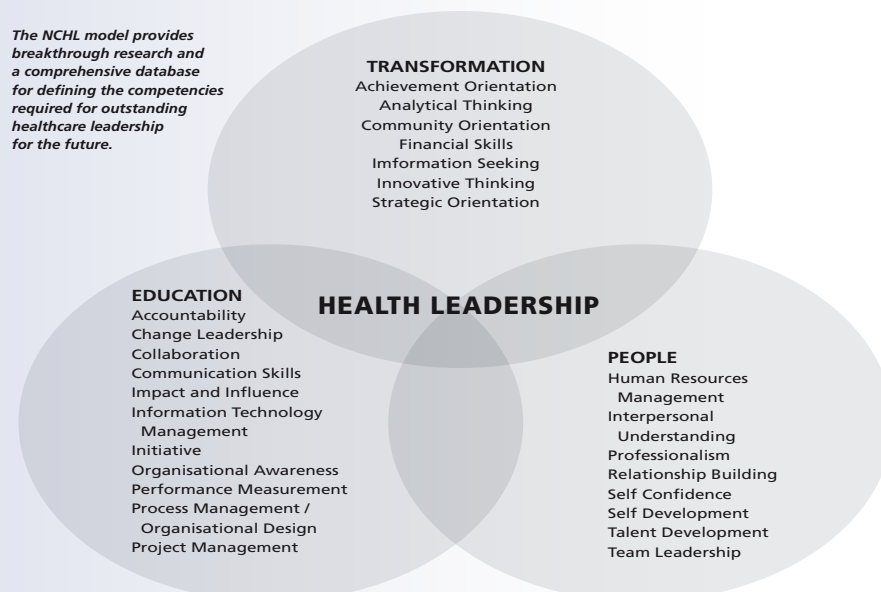 The NCHL model provides
breakthrough research and
a comprehensive database
for defining the competencies
required for outstanding
healthcare leadership
for the future.
TRANSFORMATION
Achievement Orientation
Analytical Thinking
Community Orientation
Financial Skills
Imformation Seeking
Innovative Thinking
Strategic Orientation
HEALTH LEADERSHIP
EDUCATION
Accountability
Change Leadership
Collaboration
Communication Skills
Impact and Influence
Information Technology
Management
Initiative
Organisational Awareness
Performance Measurement
Process Management /
Organisational Design
Project Management
PEOPLE
Human Resources
Management
Interpersonal
Understanding
Professionalism
Relationship Building
Self Confidence
Self Development
Talent Development
Team Leadership